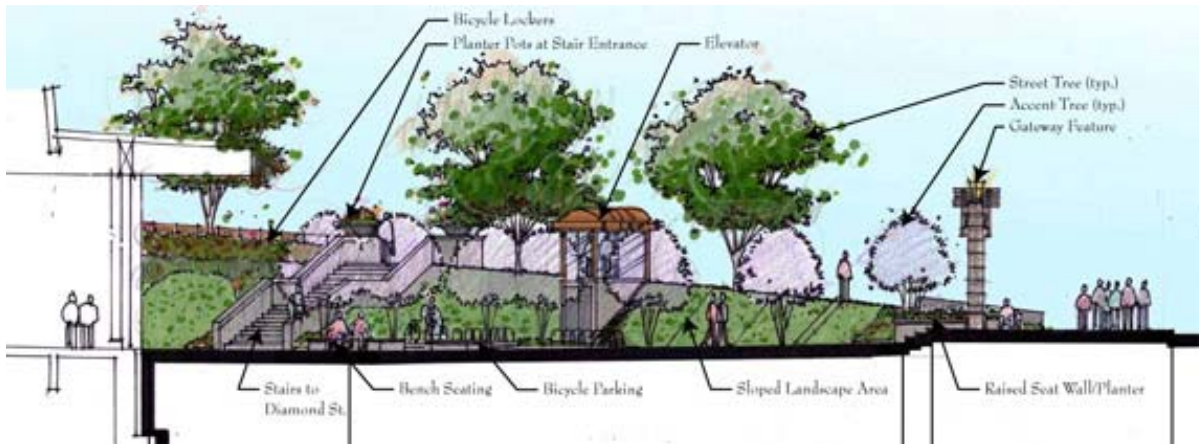 Bicycle Lockers
Planter Pots at Stair Entrance
Elevator
Street Tree (typ.)
Accent Tree (typ.)
Gateway Feature
Stairs to
Diamond St.
Bench Seating
Bicycle Parking
Sloped Landscape Area
Raised Seat Wall/Planter